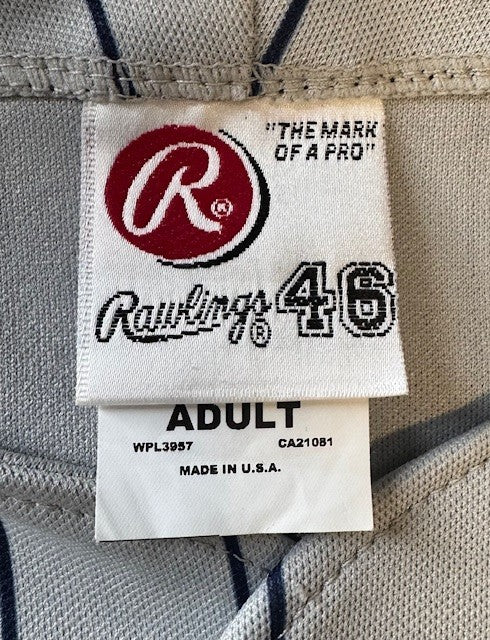 R®
"THE MARK
OF A PRO"
Rawlings® 46
ADULT
WPL3957 CA21081
MADE IN U.S.A.